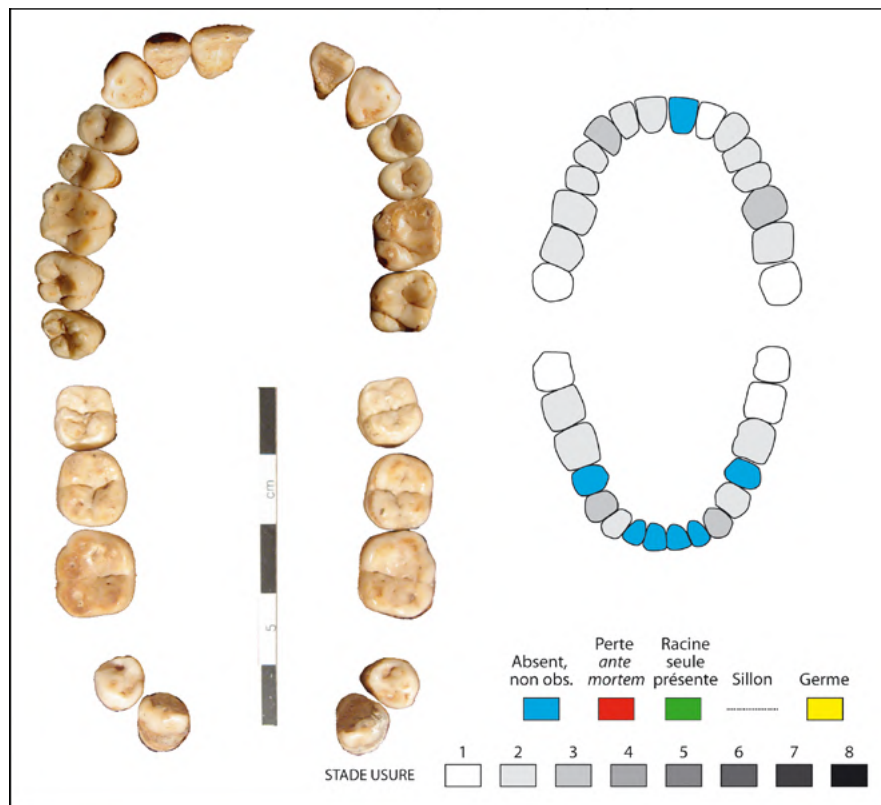 cm
5
Absent,
non obs.
Perte
ante
mortem
Racine
seule
présente
Sillon
Germe
1 2 3 4 5 6 7 8
STADE USURE